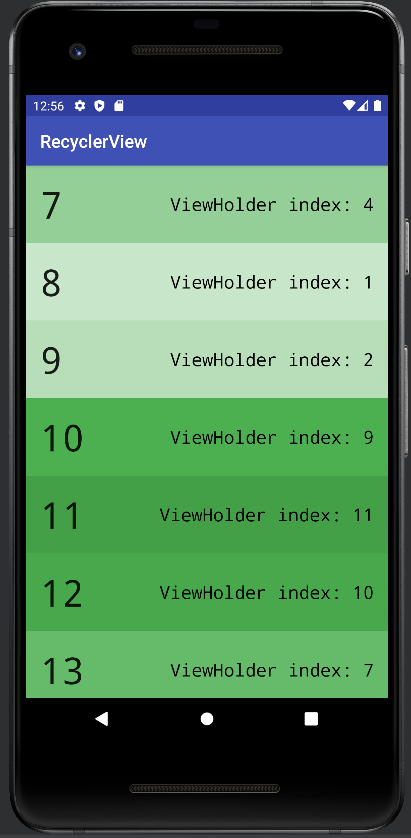 12:56
RecyclerView
7 ViewHolder index: 4
8 ViewHolder index: 1
9 ViewHolder index: 2
10 ViewHolder index: 9
11 ViewHolder index: 11
12 ViewHolder index: 10
13 ViewHolder index: 7